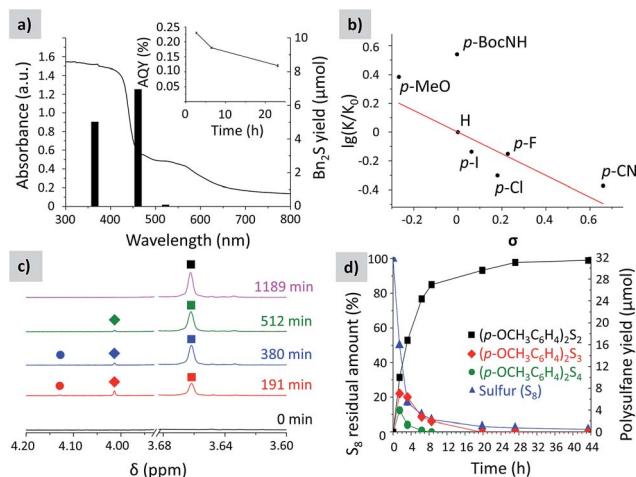 a)
Absorbance (a.u.)
1.6
1.4
1.2
1.0
0.8
0.6
0.4
0.2
0.0
300 400 500 600 700 800
Wavelength (nm)
10
9
8
7
6
5
4
3
2
1
0
Bn₂S yield (μmol)
AQY (%)
0.25
0.20
0.15
0.10
0.05
0 10 20
Time (h)
b)
lg(K/K₀)
0.6
0.4
0.2
0
-0.2
-0.4
0.0 0.2 0.4 0.6
σ
p-BocNH
p-MeO
H
p-F
p-I
p-Cl
p-CN
c)
1189 min
512 min
380 min
191 min
0 min
4.20 4.00 3.68 3.64 3.60
δ (ppm)
d)
S₈ residual amount (%)
100
80
60
40
20
0
0 4 8 12 16 20 24 28 32 36 40 44
Time (h)
32
28
24
20
16
12
8
4
0
Polysulfane yield (μmol)
(p-OCH₃C₆H₄)₂S₂
(p-OCH₃C₆H₄)₂S₃
(p-OCH₃C₆H₄)₂S₄
Sulfur (S₈)